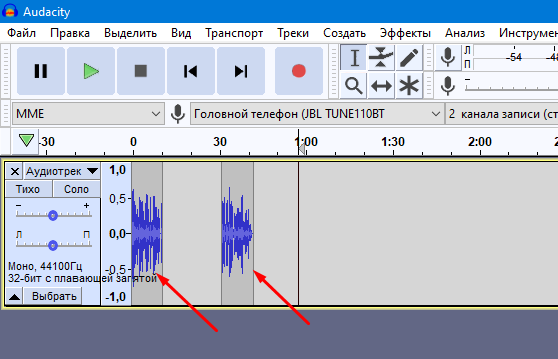 Audacity
Файл Правка Выделить Вид Транспорт Треки Создать Эффекты Анализ Инструмен
Л
П
-54 -48
MME Головной телефон (JBL TUNE110BT 2 канала записи (ст
-30 0 30 1:00 1:30 2:00
× Аудиотрек 1,0
Тихо Соло 0,5
- +
Л П 0,0
Моно, 44100Гц -0,5
32-бит с плавающей запятой
Выбрать -1,0